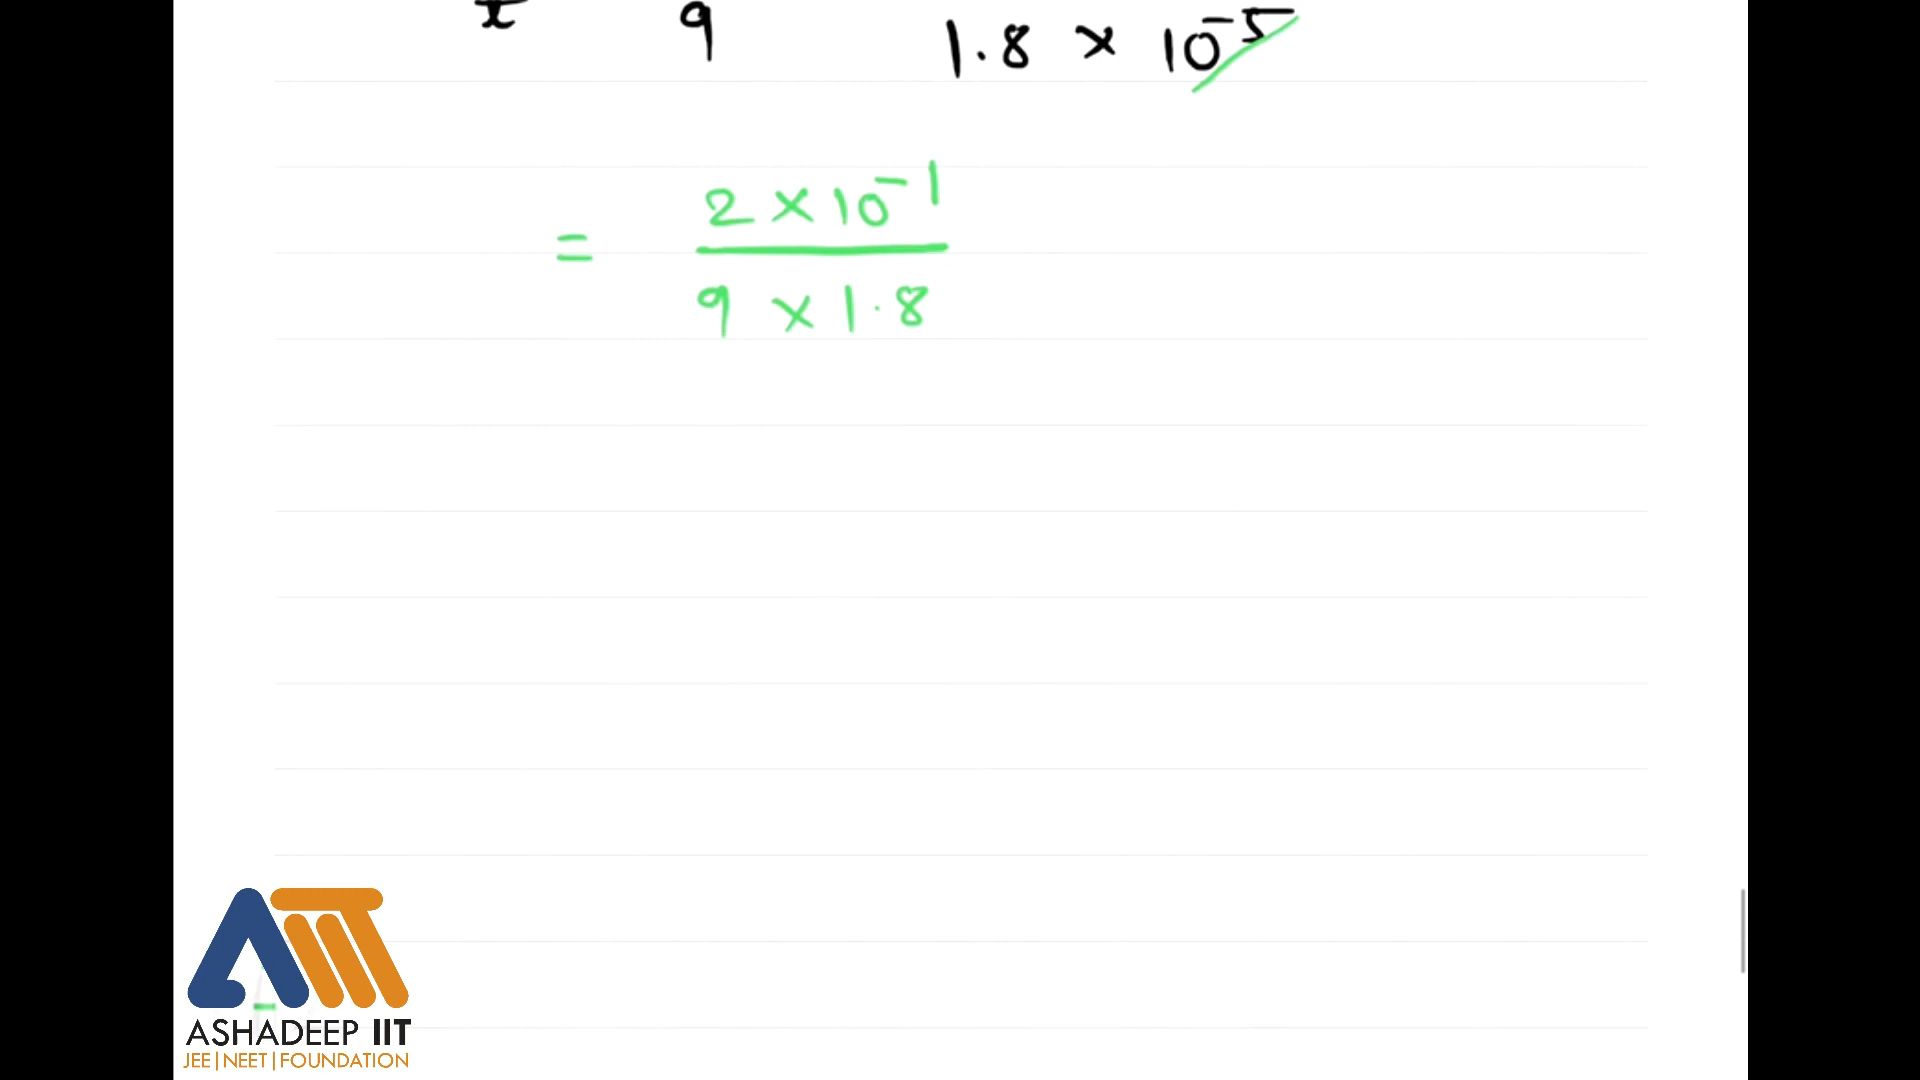 9 1.8 × 10⁻⁵
= 2 × 10⁻¹
9 × 1.8
ASHADEEP IIT
JEE|NEET|FOUNDATION